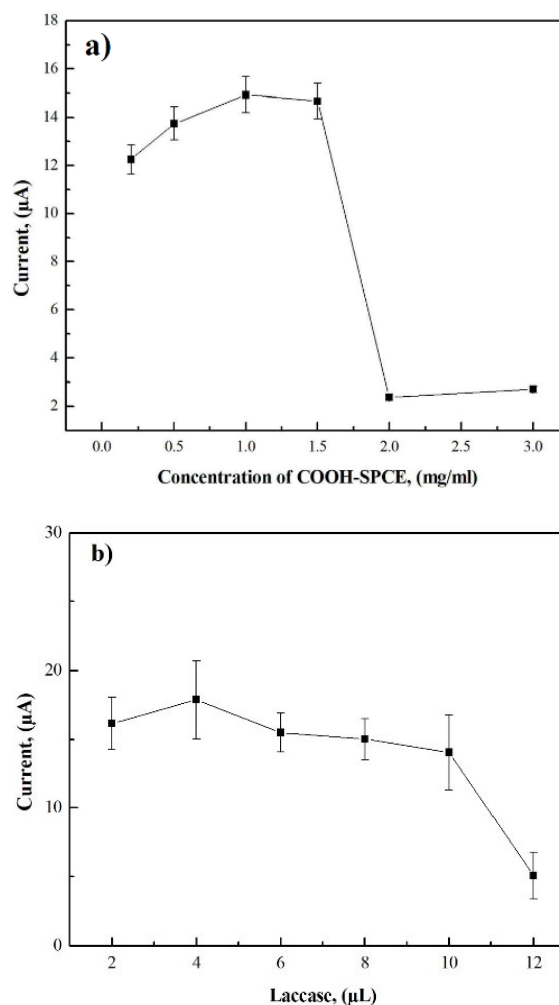 a)
18
16
14
12
10
8
6
4
2
Current, (μA)
0.0 0.5 1.0 1.5 2.0 2.5 3.0
Concentration of COOH-SPCE, (mg/ml)
b)
30
20
10
0
Current, (μA)
2 4 6 8 10 12
Laccase, (μL)